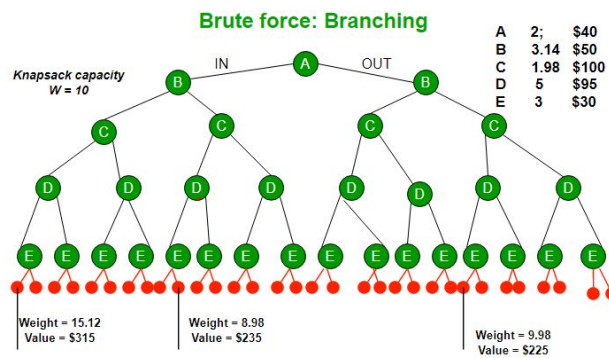 Brute force: Branching
A 2; $40
B 3.14 $50
C 1.98 $100
D 5 $95
E 3 $30
Knapsack capacity
W = 10
IN
OUT
A
B B
C C C C
D D D D D D D D
E E E E E E E E E E E E E E E E
Weight = 15.12
Value = $315
Weight = 8.98
Value = $235
Weight = 9.98
Value = $225